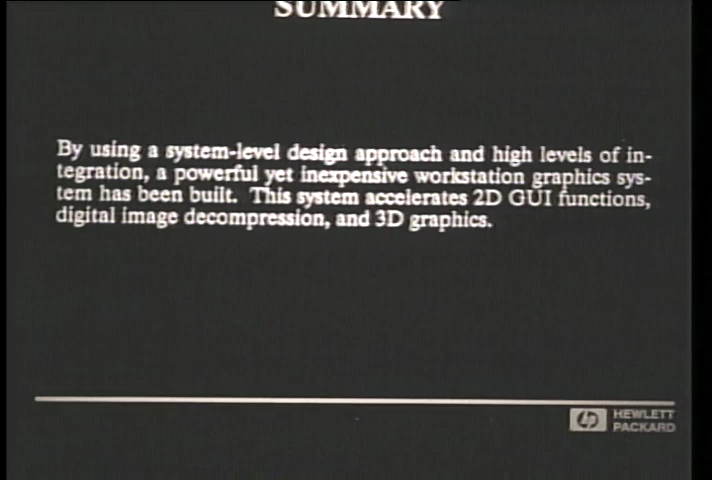 SUMMARY
By using a system-level design approach and high levels of in-
tegration, a powerful yet inexpensive workstation graphics sys-
tem has been built. This system accelerates 2D GUI functions,
digital image decompression, and 3D graphics.
hp HEWLETT
PACKARD